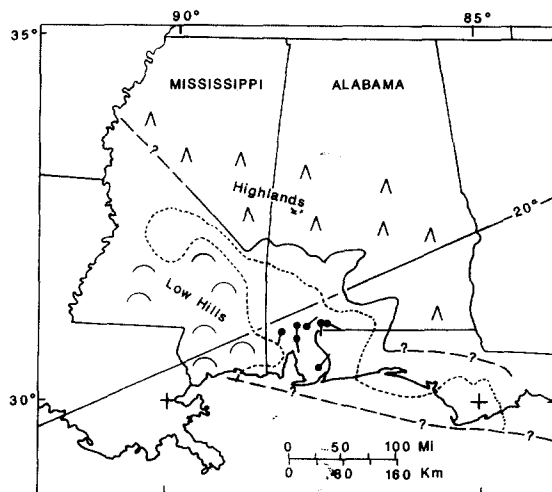 90° 85°
35°
MISSISSIPPI ALABAMA
?
Highlands
20°
Low Hills
?
30°
?
?
?
?
0 50 100 Mi
0 80 160 Km